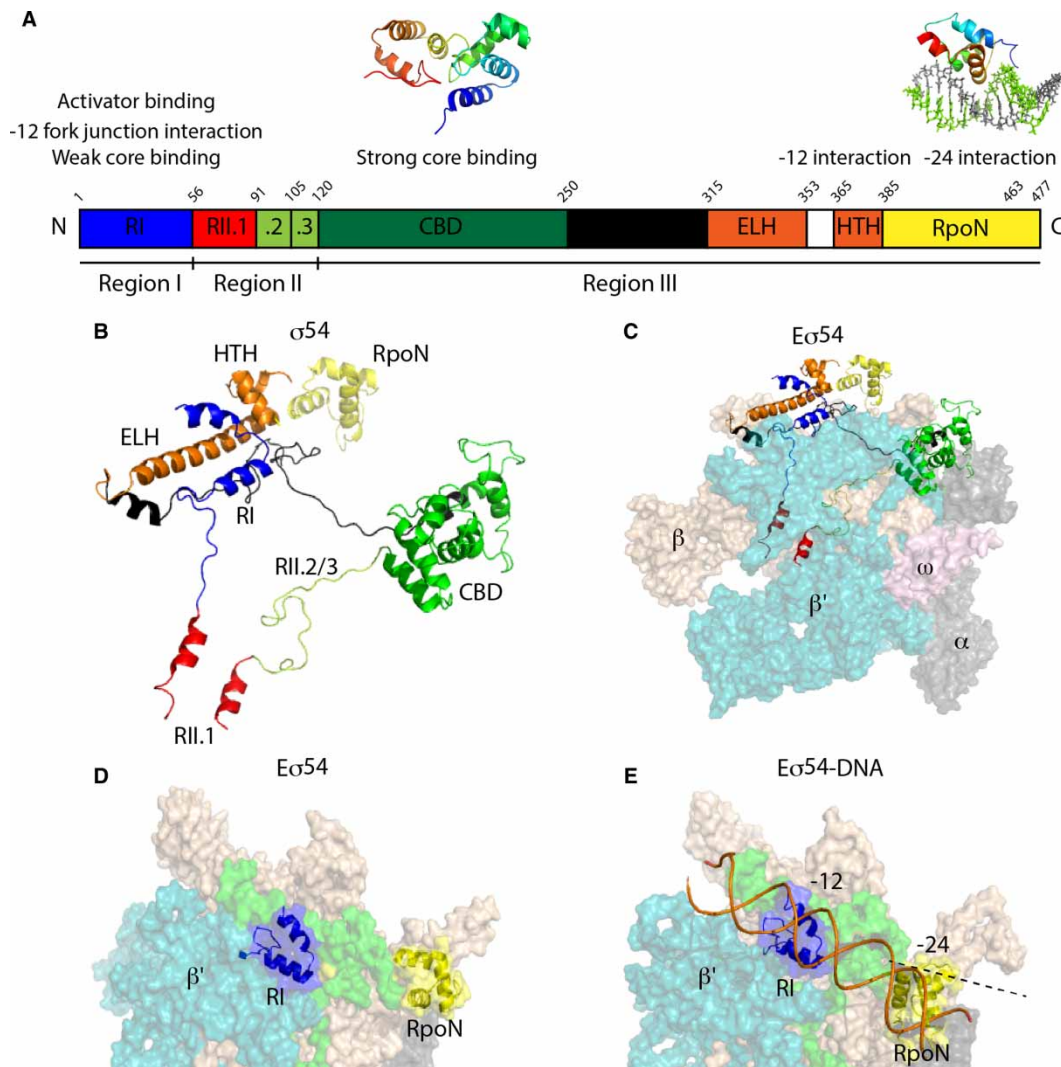 A
Activator binding
-12 fork junction interaction
Weak core binding
Strong core binding
-12 interaction
-24 interaction
1 56 91 105 120 250 315 353 365 385 463 477
N RI RII.1 .2 .3 CBD ELH HTH RpoN C
Region I Region II Region III
B
σ54
HTH
RpoN
ELH
RI
RII.2/3
CBD
RII.1
C
Eσ54
β
β'
ω
α
D
Eσ54
β'
RI
RpoN
E
Eσ54-DNA
-12
-24
β'
RI
RpoN